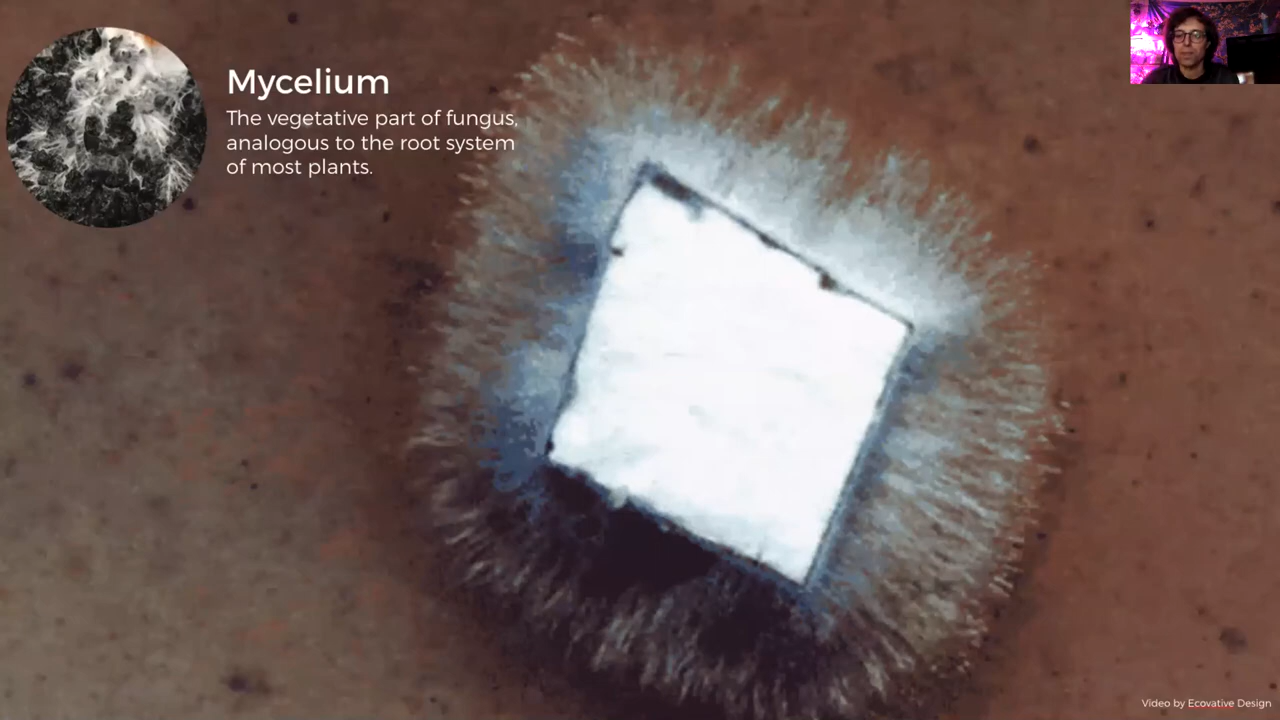 Mycelium
The vegetative part of fungus,
analogous to the root system
of most plants.
Video by Ecovative Design